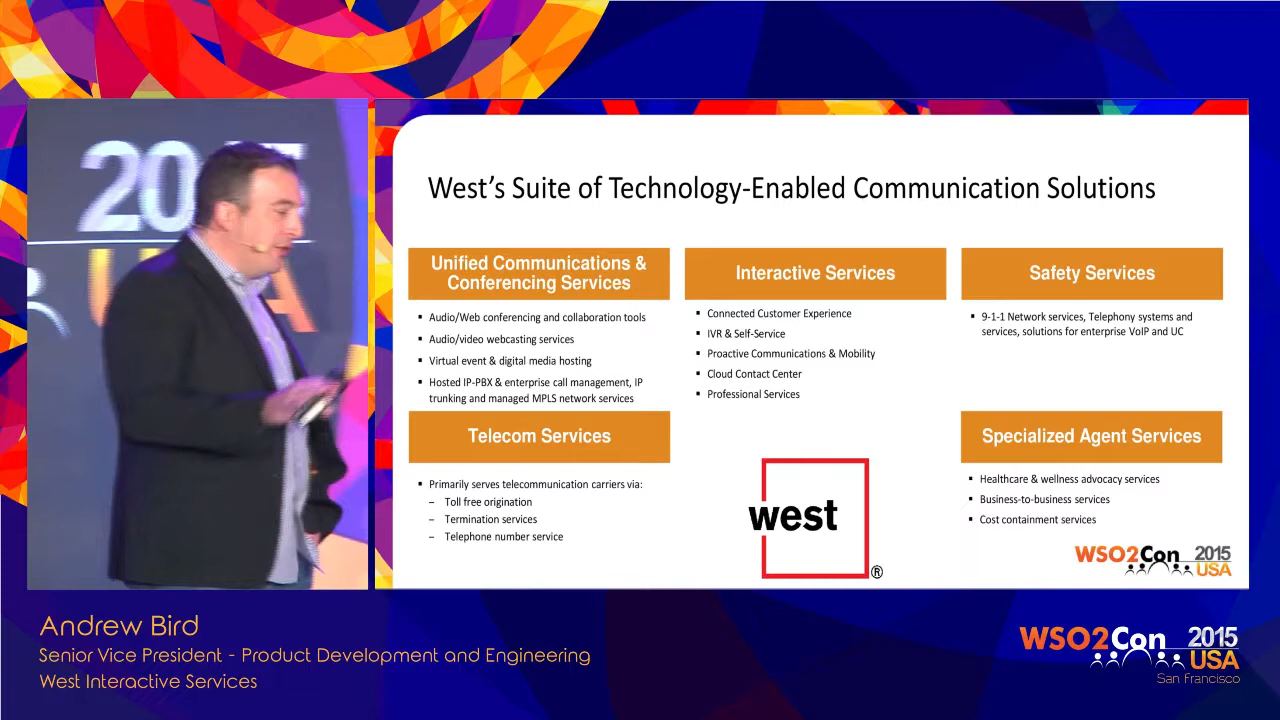 2015
USA
West's Suite of Technology-Enabled Communication Solutions
Unified Communications &
Conferencing Services
▪ Audio/Web conferencing and collaboration tools
▪ Audio/video webcasting services
▪ Virtual event & digital media hosting
▪ Hosted IP-PBX & enterprise call management, IP
trunking and managed MPLS network services
Interactive Services
▪ Connected Customer Experience
▪ IVR & Self-Service
▪ Proactive Communications & Mobility
▪ Cloud Contact Center
▪ Professional Services
Safety Services
▪ 9-1-1 Network services, Telephony systems and
services, solutions for enterprise VoIP and UC
Telecom Services
▪ Primarily serves telecommunication carriers via:
– Toll free origination
– Termination services
– Telephone number service
west
®
Specialized Agent Services
▪ Healthcare & wellness advocacy services
▪ Business-to-business services
▪ Cost containment services
WSO2Con 2015
USA
Andrew Bird
Senior Vice President - Product Development and Engineering
West Interactive Services
WSO2Con 2015
USA
San Francisco